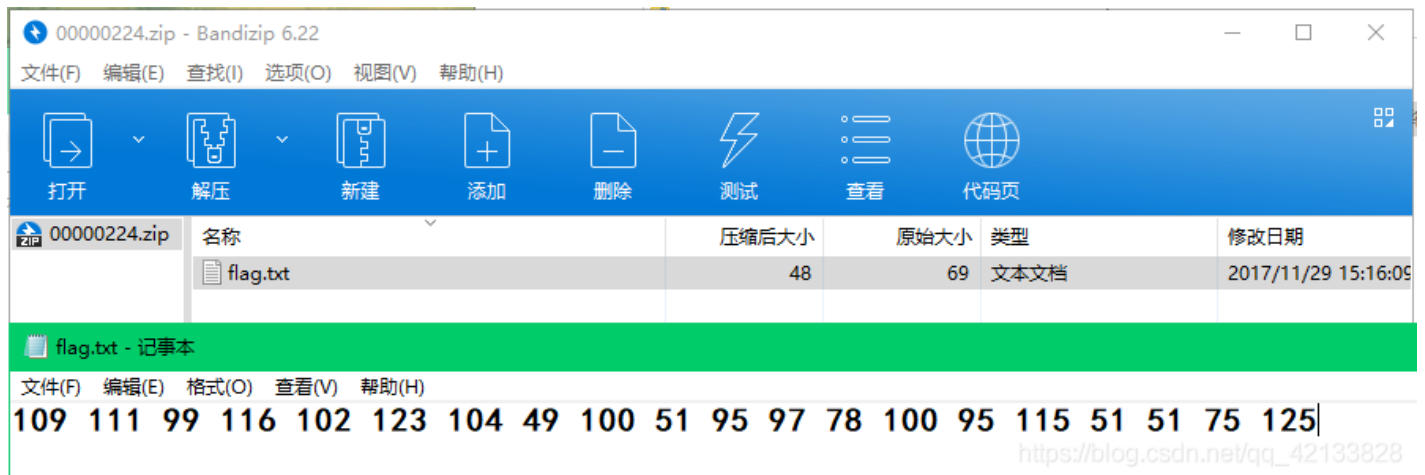 00000224.zip - Bandizip 6.22
文件(F) 编辑(E) 查找(I) 选项(O) 视图(V) 帮助(H)
打开 解压 新建 添加 删除 测试 查看 代码页
00000224.zip 名称 压缩后大小 原始大小 类型 修改日期
flag.txt 48 69 文本文档 2017/11/29 15:16:09
flag.txt - 记事本
文件(F) 编辑(E) 格式(O) 查看(V) 帮助(H)
109 111 99 116 102 123 104 49 100 51 95 97 78 100 95 115 51 51 75 125
https://blog.csdn.net/qq_42133828